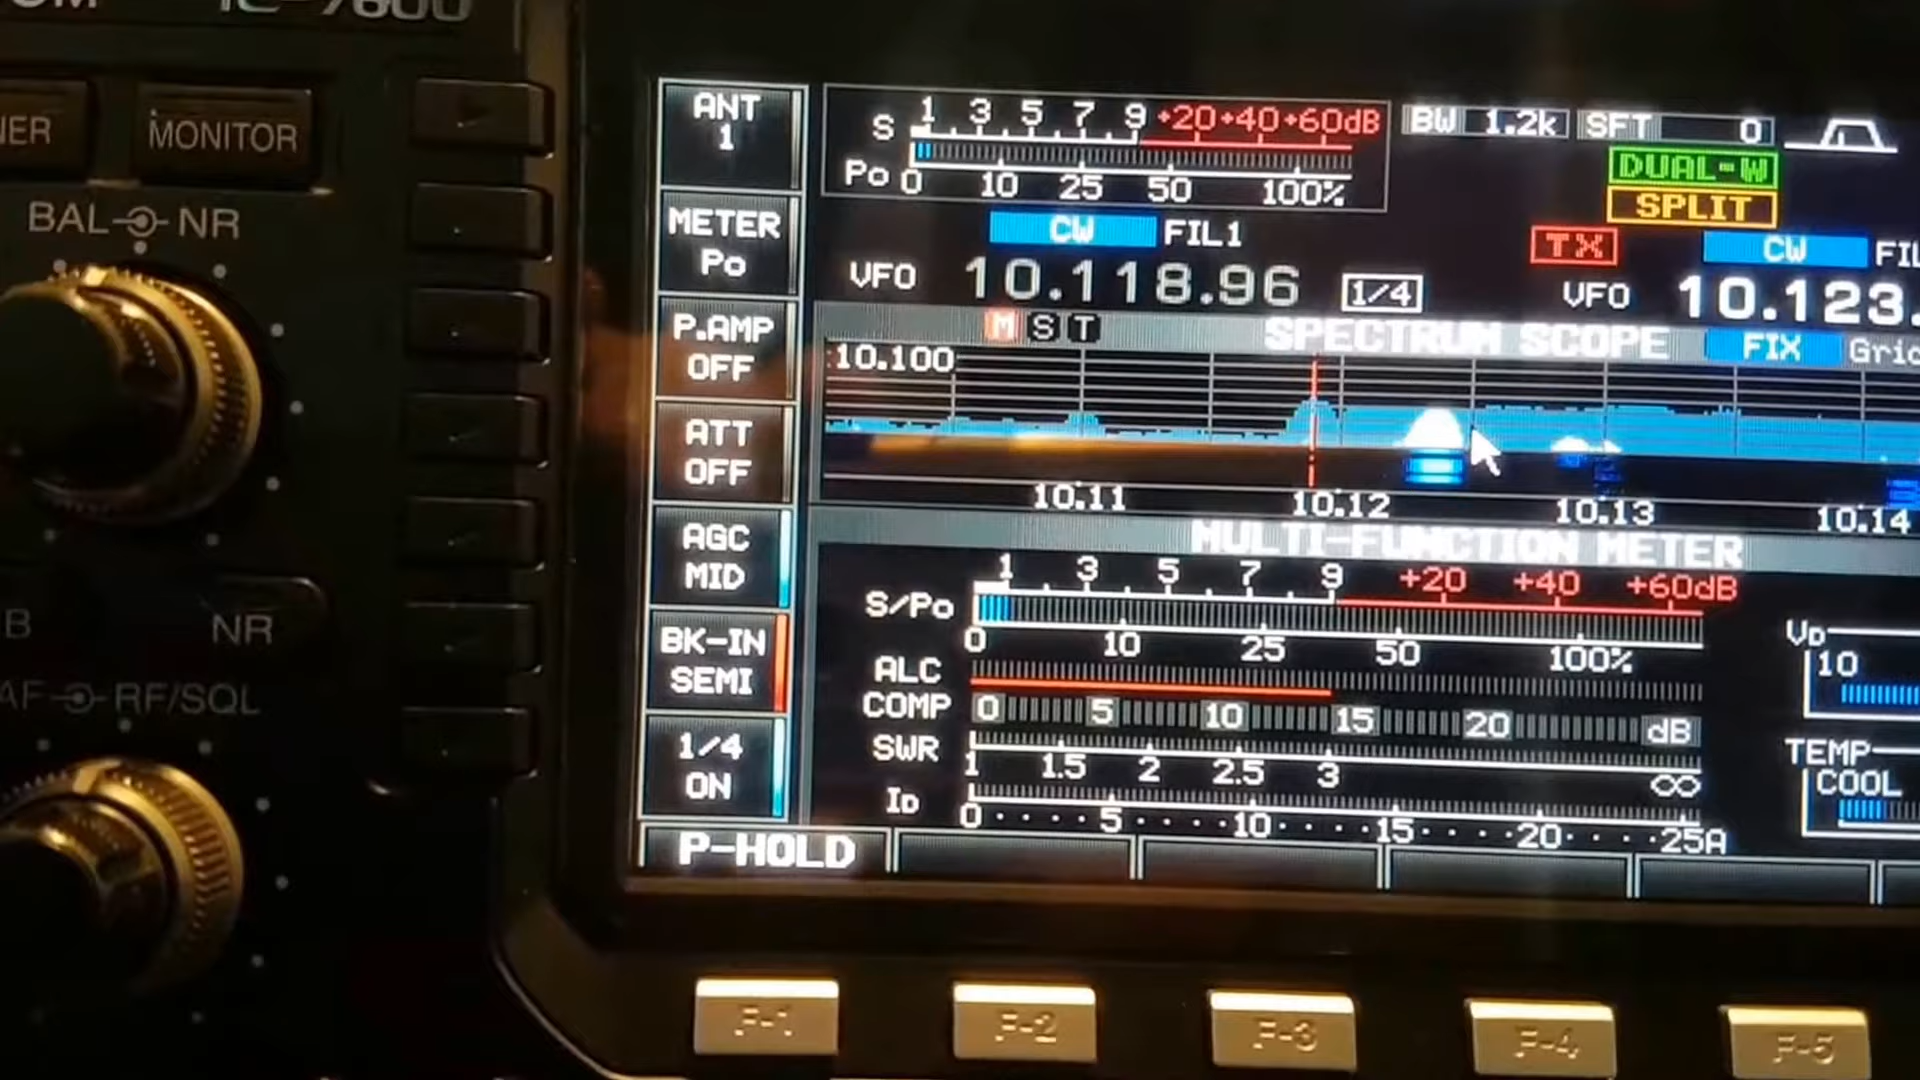 IC-7600
MONITOR
BAL NR
NR
AF RF/SQL
ANT
1
METER
Po
P.AMP
OFF
ATT
OFF
AGC
MID
BK-IN
SEMI
1/4
ON
S 1 3 5 7 9 +20 +40 +60dB
Po 0 10 25 50 100%
BW 1.2k SFT 0
DUAL-W
SPLIT
CW FIL1
TX CW
VFO 10.118.96 1/4 VFO 10.123.
M S T SPECTRUM SCOPE FIX
10.100
10.11 10.12 10.13 10.14
MULTI-FUNCTION METER
1 3 5 7 9 +20 +40 +60dB
S/Po
0 10 25 50 100%
ALC
COMP 0 5 10 15 20 dB
SWR
1 1.5 2 2.5 3 ∞
ID
0 5 10 15 20 25A
VD
10
TEMP
COOL
P-HOLD
F-1 F-2 F-3 F-4 F-5